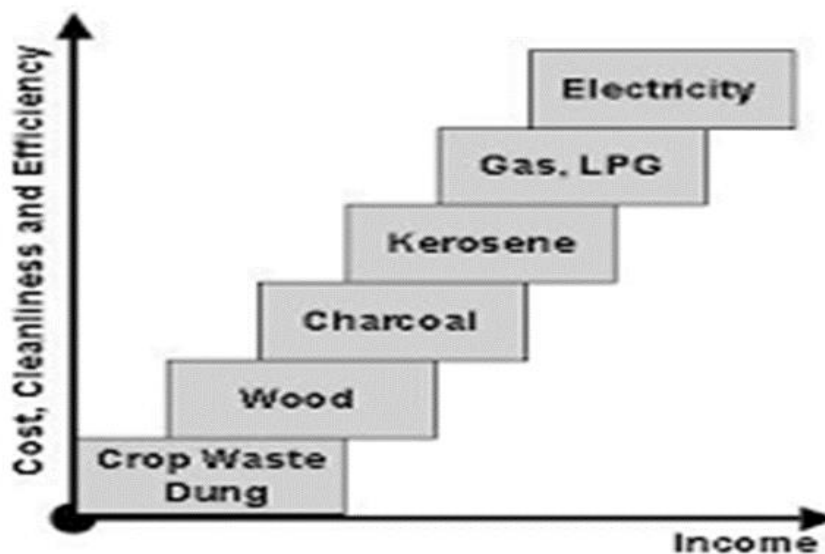 Cost, Cleanliness and Efficiency
Electricity
Gas, LPG
Kerosene
Charcoal
Wood
Crop Waste
Dung
Income